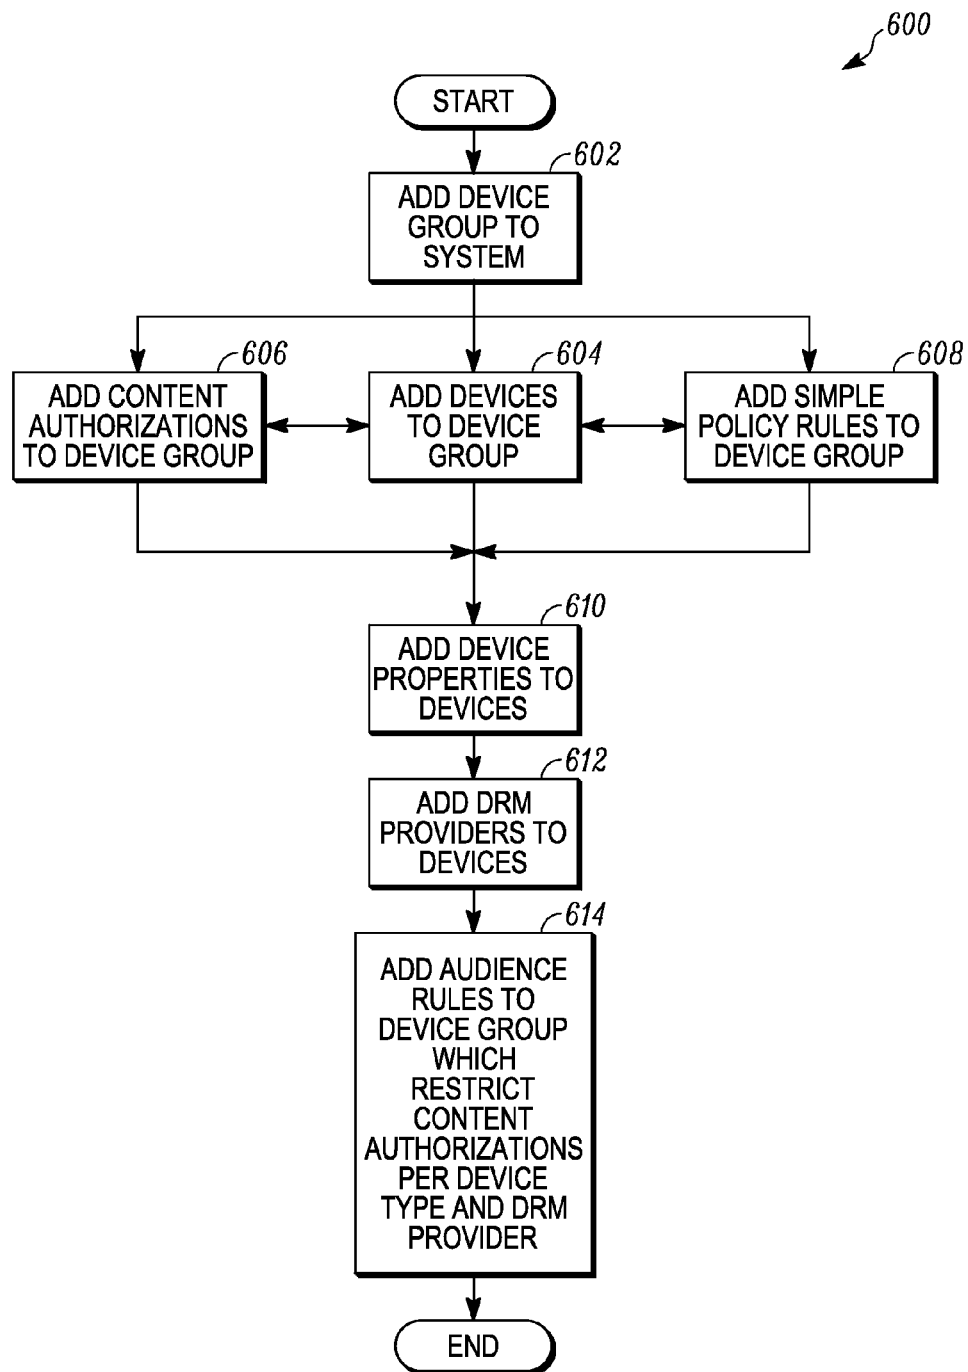 600
START
602
ADD DEVICE
GROUP TO
SYSTEM
606
ADD CONTENT
AUTHORIZATIONS
TO DEVICE GROUP
604
ADD DEVICES
TO DEVICE
GROUP
608
ADD SIMPLE
POLICY RULES TO
DEVICE GROUP
610
ADD DEVICE
PROPERTIES TO
DEVICES
612
ADD DRM
PROVIDERS TO
DEVICES
614
ADD AUDIENCE
RULES TO
DEVICE GROUP
WHICH
RESTRICT
CONTENT
AUTHORIZATIONS
PER DEVICE
TYPE AND DRM
PROVIDER
END